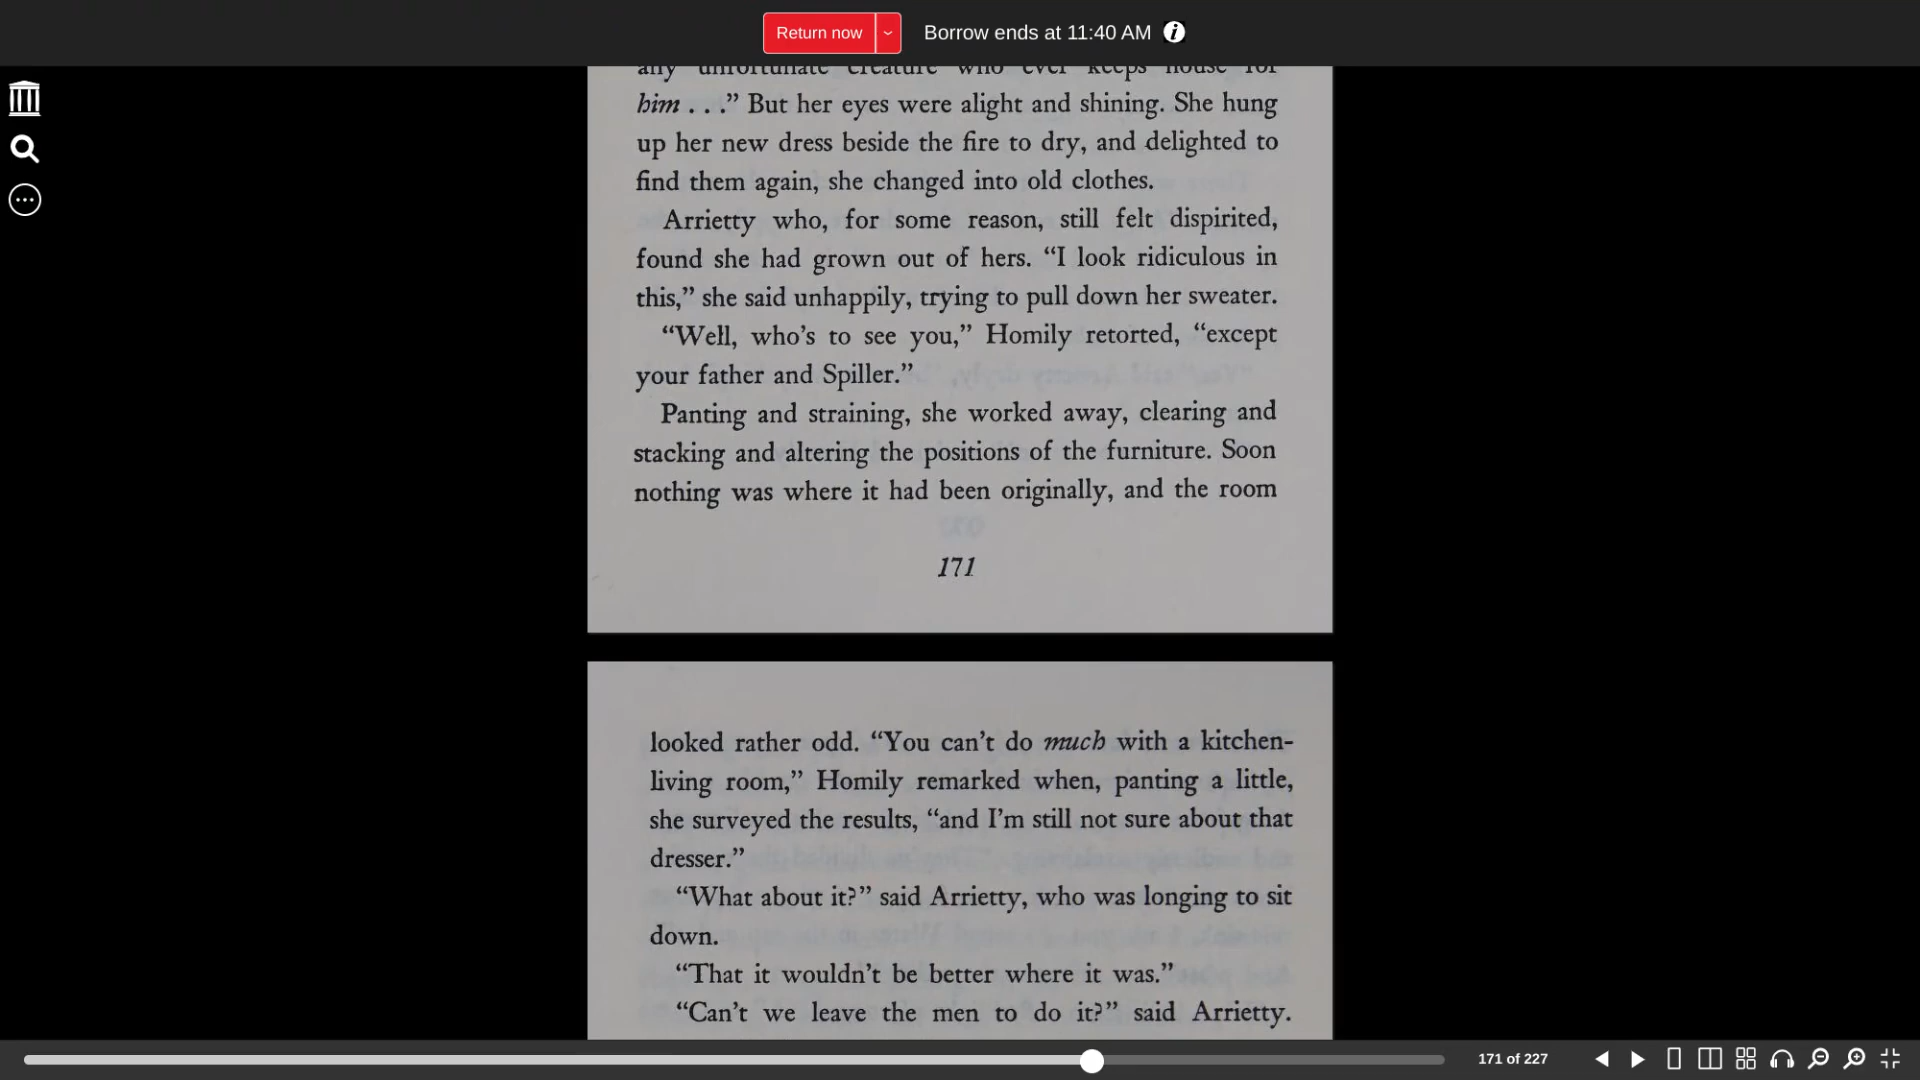 Return now
Borrow ends at 11:40 AM
any unfortunate creature who ever keeps house for
him . . .” But her eyes were alight and shining. She hung
up her new dress beside the fire to dry, and delighted to
find them again, she changed into old clothes.
Arrietty who, for some reason, still felt dispirited,
found she had grown out of hers. “I look ridiculous in
this,” she said unhappily, trying to pull down her sweater.
“Well, who’s to see you,” Homily retorted, “except
your father and Spiller.”
Panting and straining, she worked away, clearing and
stacking and altering the positions of the furniture. Soon
nothing was where it had been originally, and the room
171
looked rather odd. “You can’t do much with a kitchen-
living room,” Homily remarked when, panting a little,
she surveyed the results, “and I’m still not sure about that
dresser.”
“What about it?” said Arrietty, who was longing to sit
down.
“That it wouldn’t be better where it was.”
“Can’t we leave the men to do it?” said Arrietty.
171 of 227